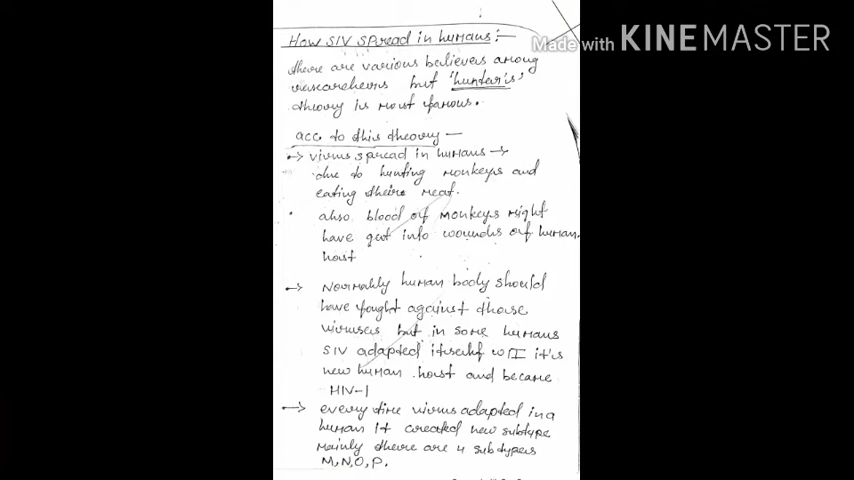 Made with KINEMASTER
How SIV spread in humans :-
there are various believers among
researchers but 'hunter's'
theory is most famous.
acc. to this theory —
→ virus spread in humans →
due to hunting monkeys and
eating their meat.
also blood of monkeys might
have got into wounds of human
host
→ Normally human body should
have fought against those
viruses but in some humans
SIV adapted itself w/I it's
new human host and became
HIV-1
→ every time virus adapted in a
human it created new subtype
mainly there are 4 subtypes
M, N, O, P.